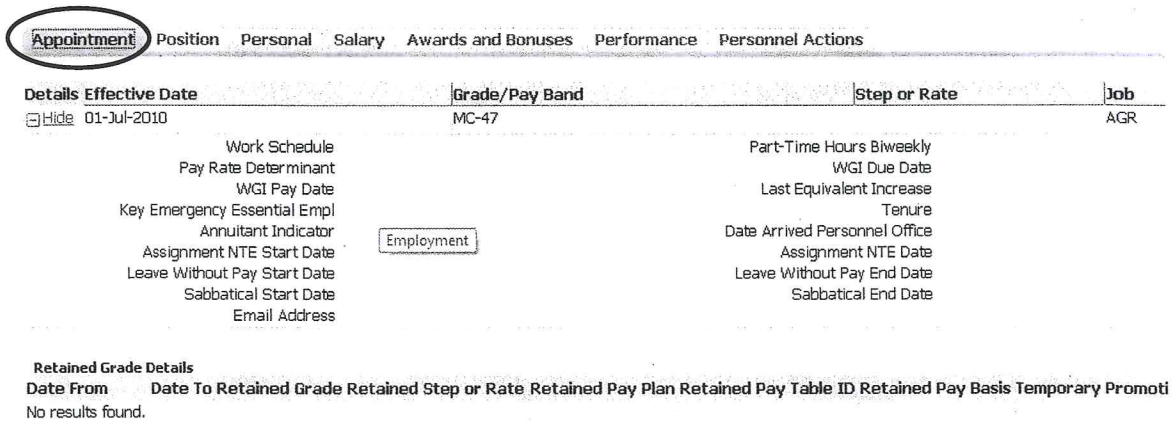 Appointment Position Personal Salary Awards and Bonuses Performance Personnel Actions
Details Effective Date Grade/Pay Band Step or Rate Job
Hide 01-Jul-2010 MC-47 AGR
Work Schedule Part-Time Hours Biweekly
Pay Rate Determinant WGI Due Date
WGI Pay Date Last Equivalent Increase
Key Emergency Essential Empl Tenure
Annuitant Indicator Date Arrived Personnel Office
Employment
Assignment NTE Start Date Assignment NTE Date
Leave Without Pay Start Date Leave Without Pay End Date
Sabbatical Start Date Sabbatical End Date
Email Address
Retained Grade Details
Date From Date To Retained Grade Retained Step or Rate Retained Pay Plan Retained Pay Table ID Retained Pay Basis Temporary Promoti
No results found.